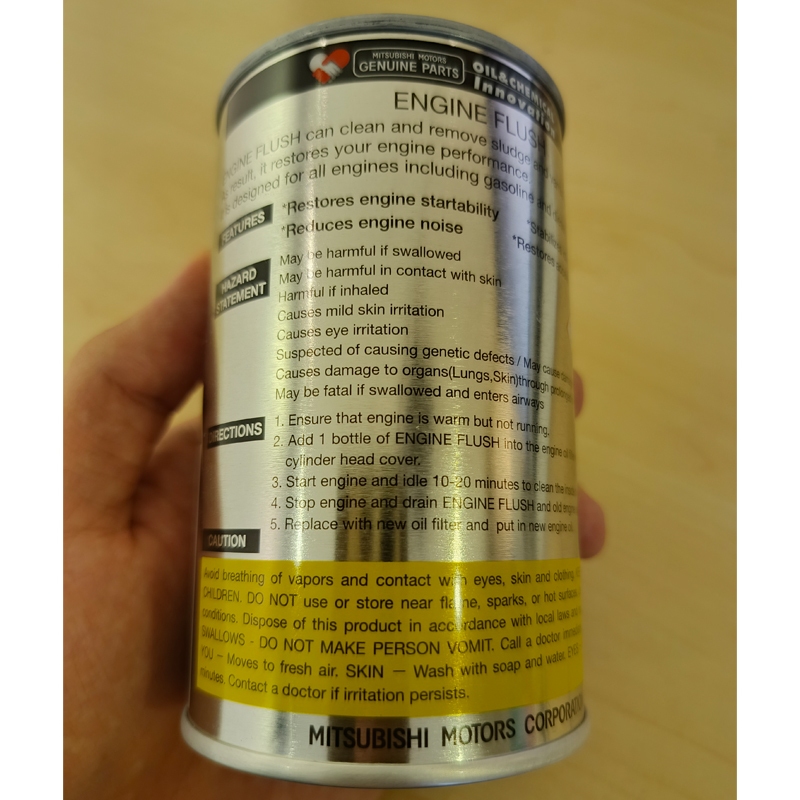 MITSUBISHI MOTORS
GENUINE PARTS
OIL&CHEMICAL
Innovation
ENGINE FLUSH
ENGINE FLUSH can clean and remove sludge and
result, it restores your engine performance.
is designed for all engines including gasoline and
FEATURES
*Restores engine startability
*Reduces engine noise
HAZARD
STATEMENT
May be harmful if swallowed
May be harmful in contact with skin
Harmful if inhaled
Causes mild skin irritation
Causes eye irritation
Suspected of causing genetic defects / May cause
Causes damage to organs(Lungs,Skin)through
May be fatal if swallowed and enters airways
DIRECTIONS
1. Ensure that engine is warm but not running.
2. Add 1 bottle of ENGINE FLUSH into the engine oil
cylinder head cover.
3. Start engine and idle 10-20 minutes to clean the
4. Stop engine and drain ENGINE FLUSH and old
5. Replace with new oil filter and put in new engine
CAUTION
Avoid breathing of vapors and contact with eyes, skin and clothing.
CHILDREN. DO NOT use or store near flame, sparks, or hot
conditions. Dispose of this product in accordance with local laws
SWALLOWS - DO NOT MAKE PERSON VOMIT. Call a doctor
YOU – Moves to fresh air. SKIN – Wash with soap and water.
minutes. Contact a doctor if irritation persists.
MITSUBISHI MOTORS CORPORATION